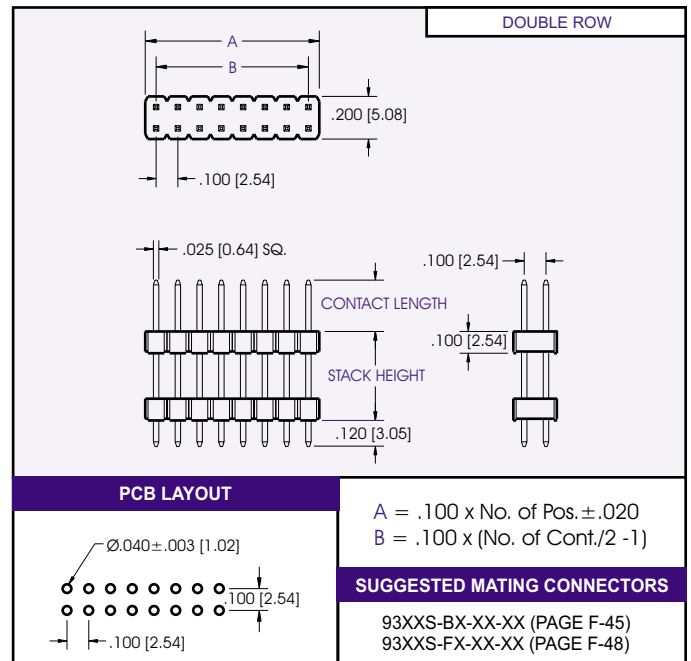 DOUBLE ROW
A
B
.200 [5.08]
.100 [2.54]
.025 [0.64] SQ.
.100 [2.54]
CONTACT LENGTH
.100 [2.54]
STACK HEIGHT
.120 [3.05]
PCB LAYOUT
Ø.040±.003 [1.02]
.100 [2.54]
.100 [2.54]
A = .100 x No. of Pos.±.020
B = .100 x (No. of Cont./2 -1)
SUGGESTED MATING CONNECTORS
93XXS-BX-XX-XX (PAGE F-45)
93XXS-FX-XX-XX (PAGE F-48)